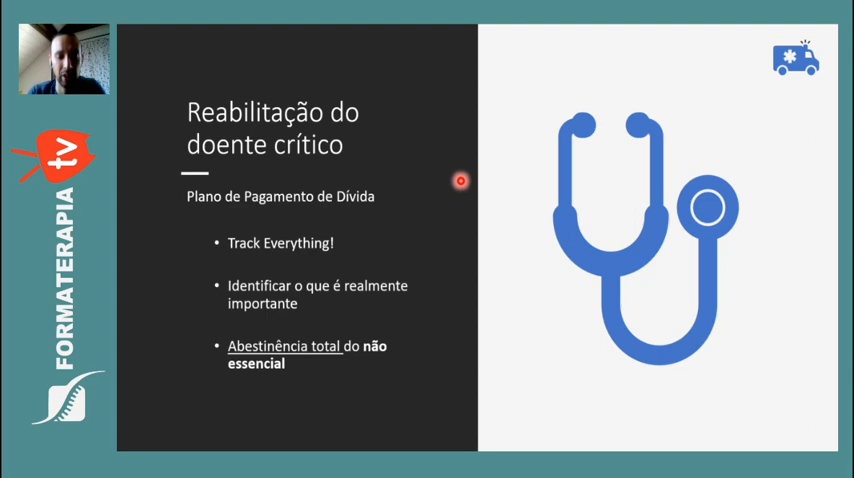 Reabilitação do
doente crítico
Plano de Pagamento de Dívida
• Track Everything!
• Identificar o que é realmente
importante
• Abestinência total do não
essencial
FORMATERAPIA tv